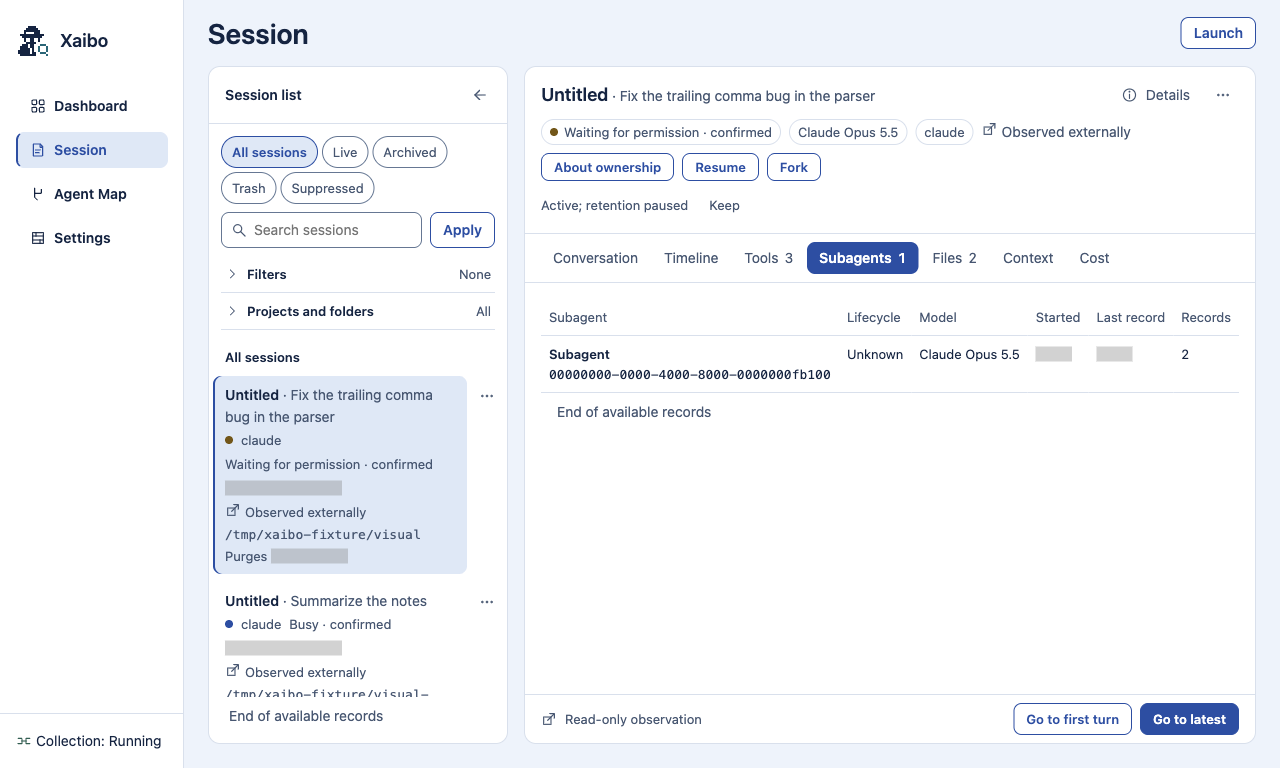 Xaibo
Dashboard
Session
Agent Map
Settings
Collection: Running
Session
Launch
Session list
All sessions
Live
Archived
Trash
Suppressed
Search sessions
Apply
Filters
None
Projects and folders
All
All sessions
Untitled · Fix the trailing comma
bug in the parser
claude
Waiting for permission · confirmed
Observed externally
/tmp/xaibo-fixture/visual
Purges
Untitled · Summarize the notes
claude Busy · confirmed
Observed externally
/tmp/xaibo-fixture/visual-
End of available records
Untitled · Fix the trailing comma bug in the parser
Details
Waiting for permission · confirmed
Claude Opus 5.5
claude
Observed externally
About ownership
Resume
Fork
Active; retention paused
Keep
Conversation
Timeline
Tools 3
Subagents 1
Files 2
Context
Cost
Subagent Lifecycle Model Started Last record Records
Subagent Unknown Claude Opus 5.5 2
00000000-0000-4000-8000-0000000fb100
End of available records
Read-only observation
Go to first turn
Go to latest